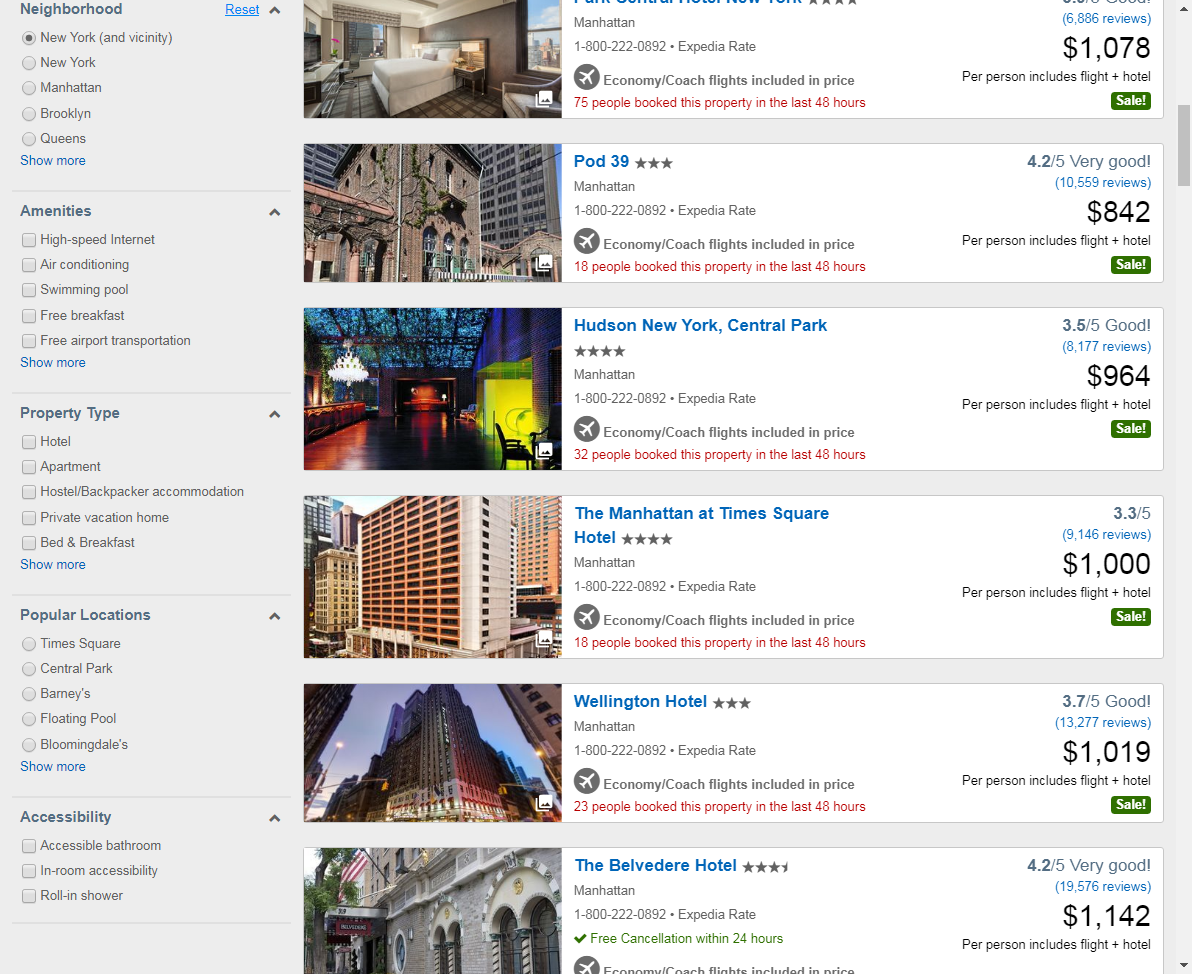 Neighborhood
Reset
New York (and vicinity)
New York
Manhattan
Brooklyn
Queens
Show more
Amenities
High-speed Internet
Air conditioning
Swimming pool
Free breakfast
Free airport transportation
Show more
Property Type
Hotel
Apartment
Hostel/Backpacker accommodation
Private vacation home
Bed & Breakfast
Show more
Popular Locations
Times Square
Central Park
Barney's
Floating Pool
Bloomingdale's
Show more
Accessibility
Accessible bathroom
In-room accessibility
Roll-in shower
Park Central Hotel New York
Manhattan
1-800-222-0892 • Expedia Rate
Economy/Coach flights included in price
75 people booked this property in the last 48 hours
(6,886 reviews)
$1,078
Per person includes flight + hotel
Sale!
Pod 39
Manhattan
1-800-222-0892 • Expedia Rate
Economy/Coach flights included in price
18 people booked this property in the last 48 hours
4.2/5 Very good!
(10,559 reviews)
$842
Per person includes flight + hotel
Sale!
Hudson New York, Central Park
Manhattan
1-800-222-0892 • Expedia Rate
Economy/Coach flights included in price
32 people booked this property in the last 48 hours
3.5/5 Good!
(8,177 reviews)
$964
Per person includes flight + hotel
Sale!
The Manhattan at Times Square
Hotel
Manhattan
1-800-222-0892 • Expedia Rate
Economy/Coach flights included in price
18 people booked this property in the last 48 hours
3.3/5
(9,146 reviews)
$1,000
Per person includes flight + hotel
Sale!
Wellington Hotel
Manhattan
1-800-222-0892 • Expedia Rate
Economy/Coach flights included in price
23 people booked this property in the last 48 hours
3.7/5 Good!
(13,277 reviews)
$1,019
Per person includes flight + hotel
Sale!
BELVEDERE
The Belvedere Hotel
Manhattan
1-800-222-0892 • Expedia Rate
Free Cancellation within 24 hours
Economy/Coach flights included in price
4.2/5 Very good!
(19,576 reviews)
$1,142
Per person includes flight + hotel